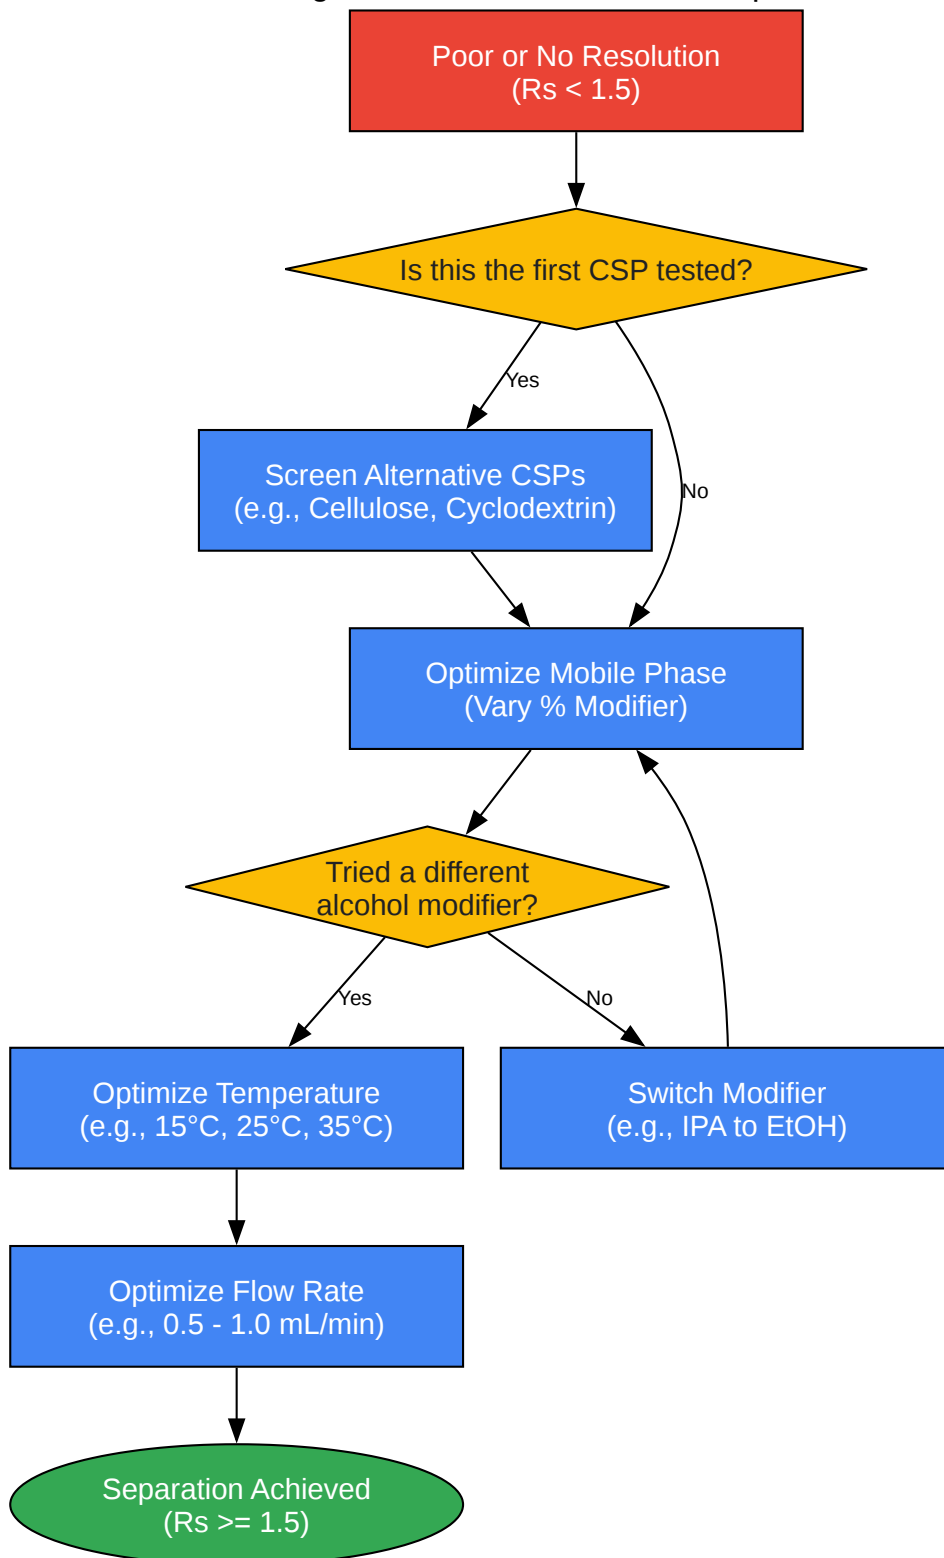 Poor or No Resolution
(Rs < 1.5)
Is this the first CSP tested?
Yes
Screen Alternative CSPs
(e.g., Cellulose, Cyclodextrin)
No
Optimize Mobile Phase
(Vary % Modifier)
Tried a different
alcohol modifier?
Yes
No
Optimize Temperature
(e.g., 15°C, 25°C, 35°C)
Switch Modifier
(e.g., IPA to EtOH)
Optimize Flow Rate
(e.g., 0.5 - 1.0 mL/min)
Separation Achieved
(Rs >= 1.5)